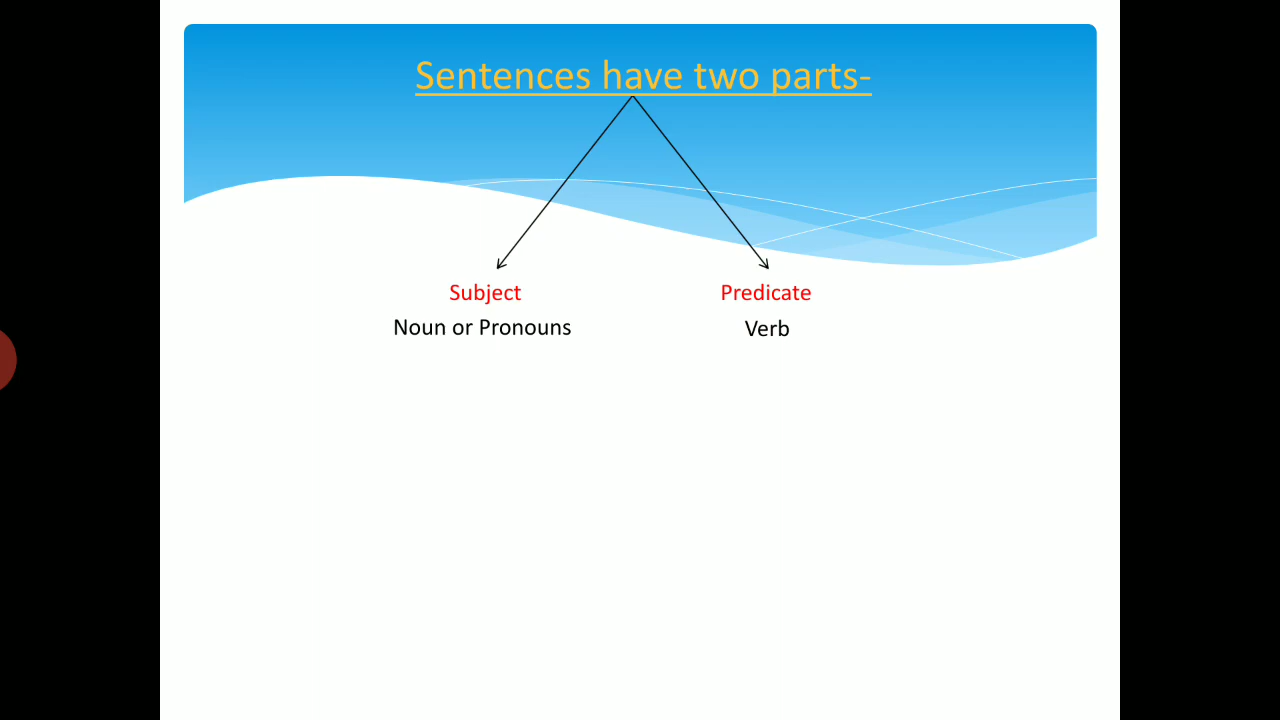 Sentences have two parts-
Subject
Predicate
Noun or Pronouns
Verb